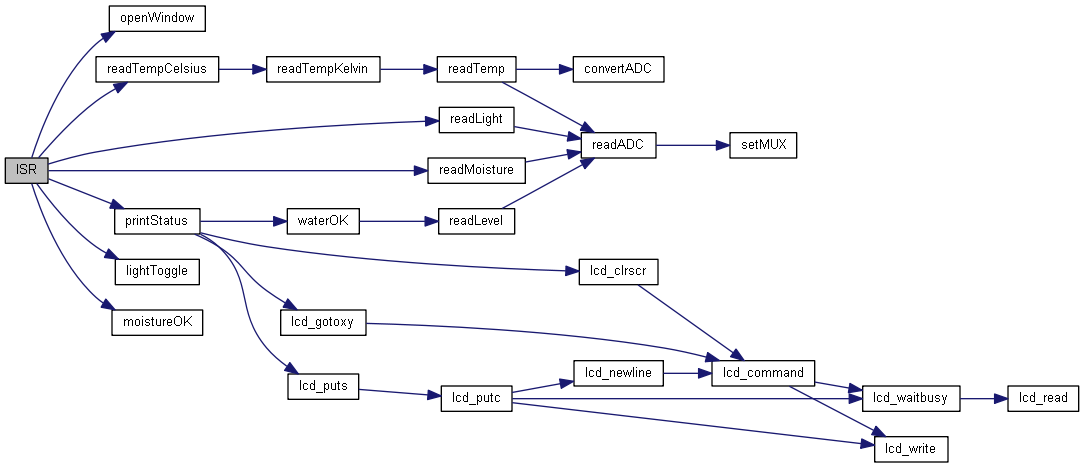 openWindow
readTempCelsius
readTempKelvin
readTemp
convertADC
readLight
readADC
setMUX
ISR
readMoisture
printStatus
waterOK
readLevel
lightToggle
lcd_clrscr
moistureOK
lcd_gotoxy
lcd_puts
lcd_putc
lcd_newline
lcd_command
lcd_waitbusy
lcd_read
lcd_write